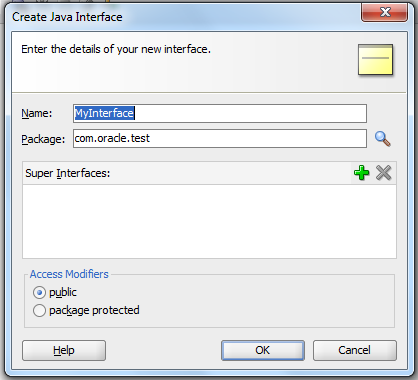 Create Java Interface
Enter the details of your new interface.
Name: MyInterface
Package: com.oracle.test
Super Interfaces:
Access Modifiers
public
package protected
Help OK Cancel